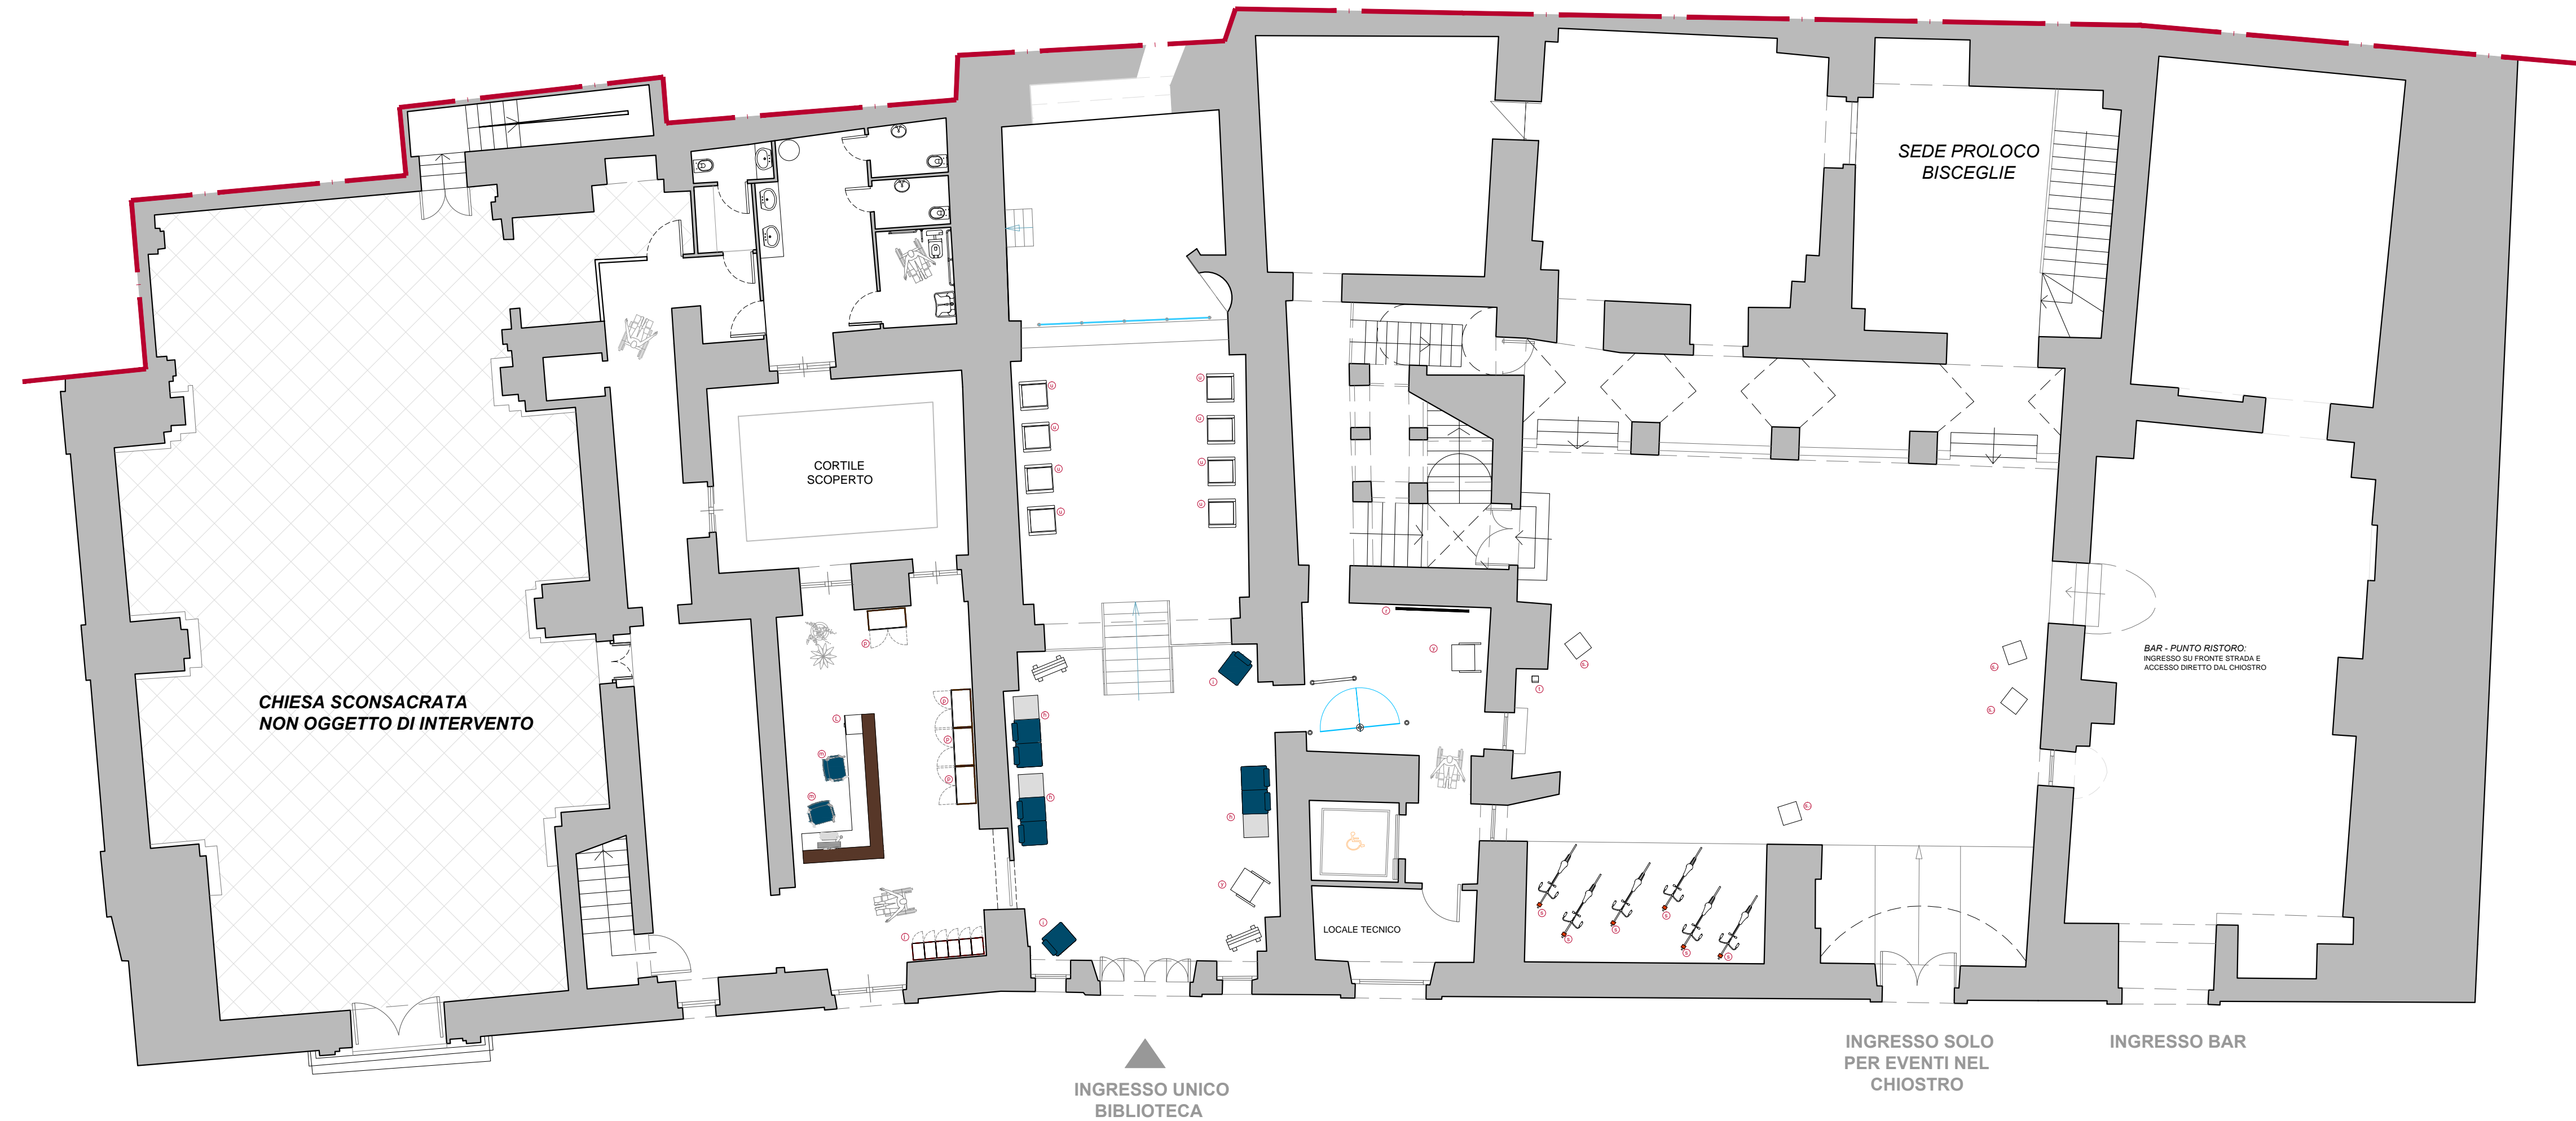 SEDE PROLOCO
BISCEGLIE
CORTILE
SCOPERTO
u
u
u
u
u
u
u
u
BAR - PUNTO RISTORO:
INGRESSO SU FRONTE STRADA E
ACCESSO DIRETTO DAL CHIOSTRO
CHIESA SCONSACRATA
NON OGGETTO DI INTERVENTO
p
p
p
p
L
m
m
h
h
h
i
i
y
y
t
s
s
s
s
s
s
LOCALE TECNICO
INGRESSO UNICO
BIBLIOTECA
INGRESSO SOLO
PER EVENTI NEL
CHIOSTRO
INGRESSO BAR